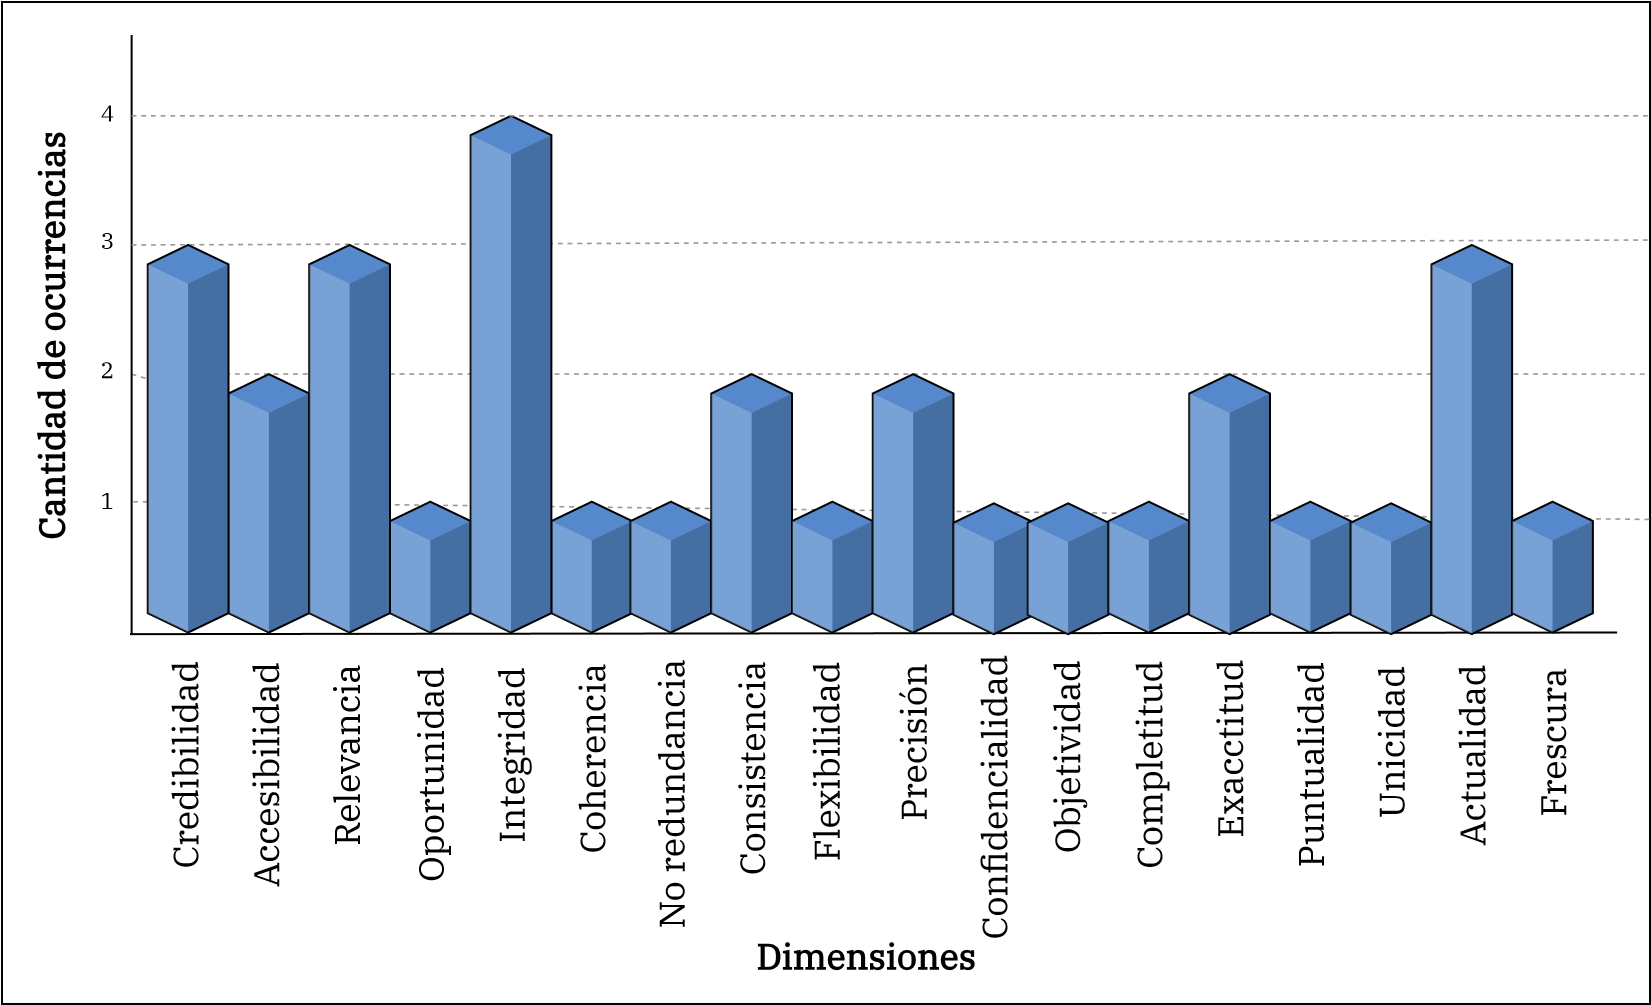 Cantidad de ocurrencias
4
3
2
1
Credibilidad
Accesibilidad
Relevancia
Oportunidad
Integridad
Coherencia
No redundancia
Consistencia
Flexibilidad
Precisión
Confidencialidad
Objetividad
Completitud
Exacctitud
Puntualidad
Unicidad
Actualidad
Frescura
Dimensiones